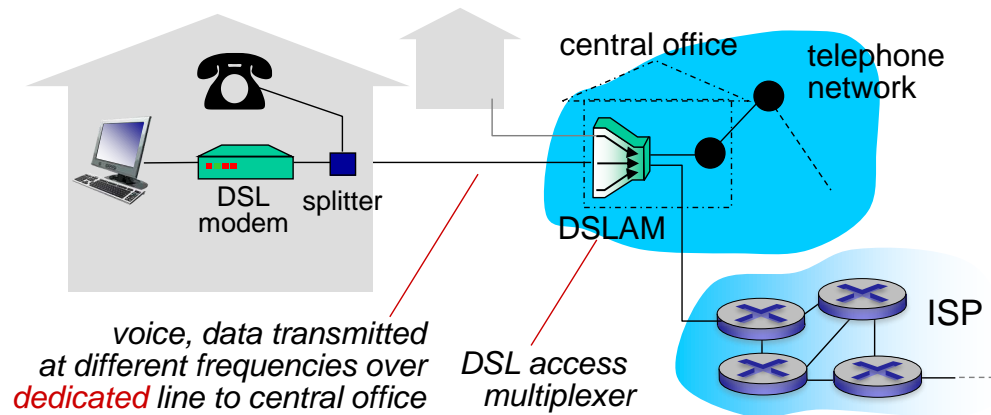 central office
telephone
network
DSL
modem
splitter
DSLAM
ISP
voice, data transmitted
at different frequencies over
dedicated line to central office
DSL access
multiplexer